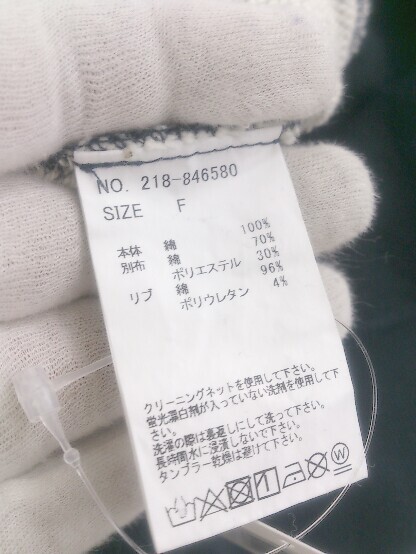 NO. 218-846580
SIZE F
本体 綿 100%
別布 綿 70%
ポリエステル 30%
リブ 綿 96%
ポリウレタン 4%
クリーニングネットを使用して下さい。
蛍光漂白剤が入っていない洗剤を使用して下
さい。
洗濯の際は裏返しにして洗って下さい。
長時間水に浸漬しないで下さい。
タンブラー乾燥は避けて下さい。
W